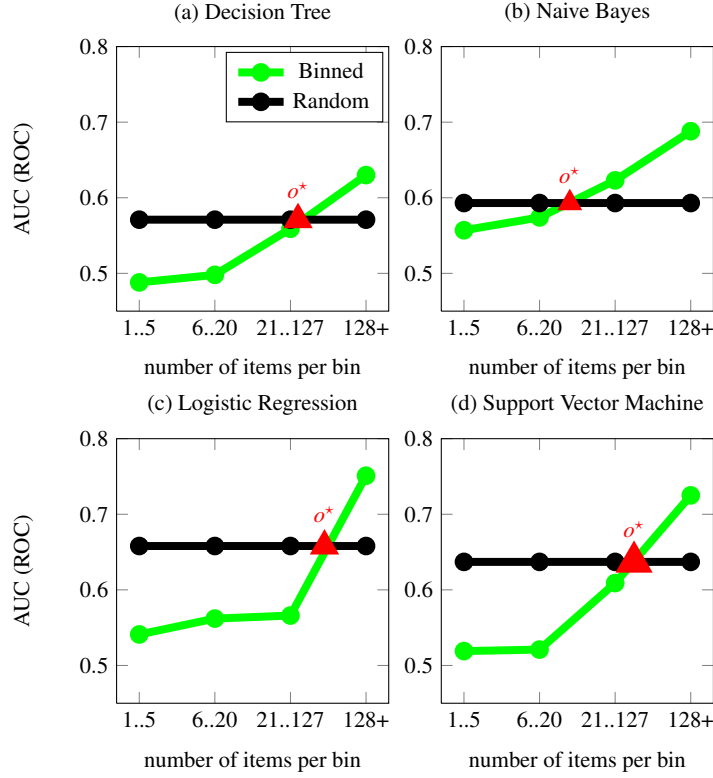 (a) Decision Tree
(b) Naive Bayes
0.8
0.7
0.6
0.5
AUC (ROC)
Binned
Random
o⋆
1..5 6..20 21..127 128+
number of items per bin
0.8
0.7
0.6
0.5
o⋆
1..5 6..20 21..127 128+
number of items per bin
(c) Logistic Regression
(d) Support Vector Machine
0.8
0.7
0.6
0.5
AUC (ROC)
o⋆
1..5 6..20 21..127 128+
number of items per bin
0.8
0.7
0.6
0.5
o⋆
1..5 6..20 21..127 128+
number of items per bin